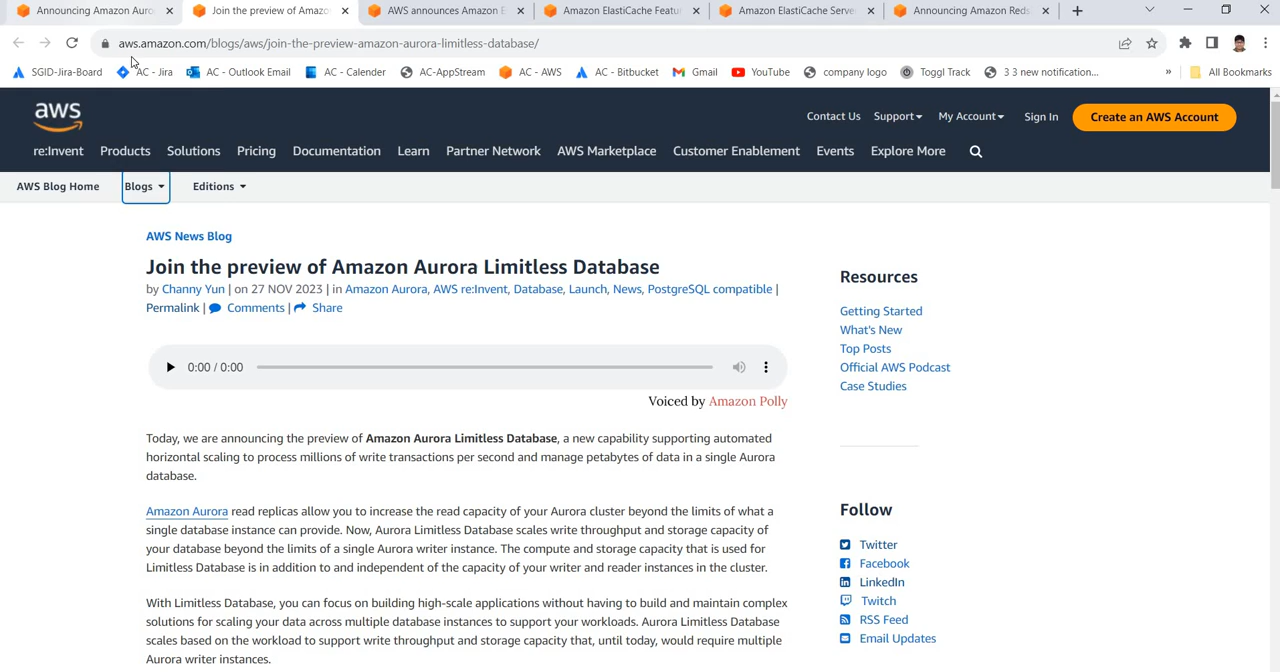 Announcing Amazon Auro
Join the preview of Amazo
AWS announces Amazon E
Amazon ElastiCache Featu
Amazon ElastiCache Serve
Announcing Amazon Reds
aws.amazon.com/blogs/aws/join-the-preview-amazon-aurora-limitless-database/
SGID-Jira-Board
AC - Jira
AC - Outlook Email
AC - Calender
AC-AppStream
AC - AWS
AC - Bitbucket
Gmail
YouTube
company logo
Toggl Track
3 3 new notification...
»
All Bookmarks
aws
Contact Us
Support
My Account
Sign In
Create an AWS Account
re:Invent
Products
Solutions
Pricing
Documentation
Learn
Partner Network
AWS Marketplace
Customer Enablement
Events
Explore More
AWS Blog Home
Blogs
Editions
AWS News Blog
Join the preview of Amazon Aurora Limitless Database
by Channy Yun | on 27 NOV 2023 | in Amazon Aurora, AWS re:Invent, Database, Launch, News, PostgreSQL compatible |
Permalink | Comments | Share
0:00 / 0:00
Voiced by Amazon Polly
Today, we are announcing the preview of Amazon Aurora Limitless Database, a new capability supporting automated
horizontal scaling to process millions of write transactions per second and manage petabytes of data in a single Aurora
database.
Amazon Aurora read replicas allow you to increase the read capacity of your Aurora cluster beyond the limits of what a
single database instance can provide. Now, Aurora Limitless Database scales write throughput and storage capacity of
your database beyond the limits of a single Aurora writer instance. The compute and storage capacity that is used for
Limitless Database is in addition to and independent of the capacity of your writer and reader instances in the cluster.
With Limitless Database, you can focus on building high-scale applications without having to build and maintain complex
solutions for scaling your data across multiple database instances to support your workloads. Aurora Limitless Database
scales based on the workload to support write throughput and storage capacity that, until today, would require multiple
Aurora writer instances.
Resources
Getting Started
What's New
Top Posts
Official AWS Podcast
Case Studies
Follow
Twitter
Facebook
LinkedIn
Twitch
RSS Feed
Email Updates